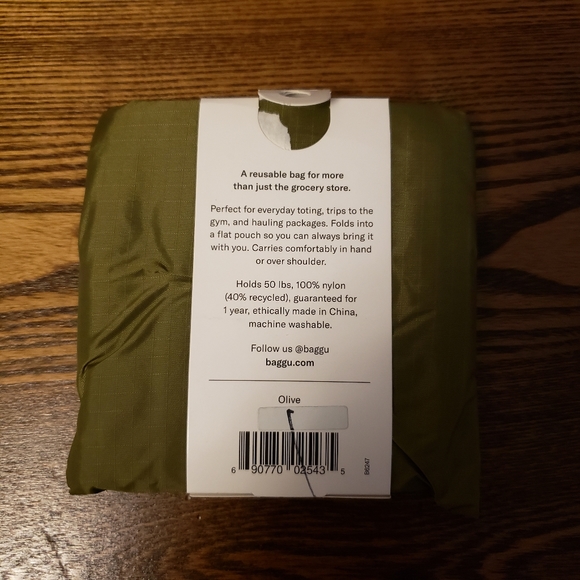 A reusable bag for more
than just the grocery store.
Perfect for everyday toting, trips to the
gym, and hauling packages. Folds into
a flat pouch so you can always bring it
with you. Carries comfortably in hand
or over shoulder.
Holds 50 lbs, 100% nylon
(40% recycled), guaranteed for
1 year, ethically made in China,
machine washable.
Follow us @baggu
baggu.com
Olive
6 90770 02543 5